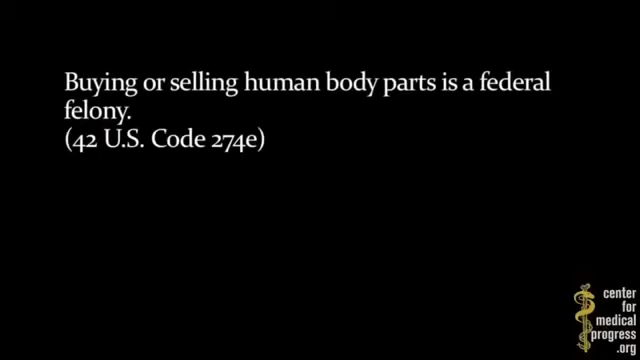 Buying or selling human body parts is a federal
felony.
(42 U.S. Code 274e)
center
for
medical
progress
.org